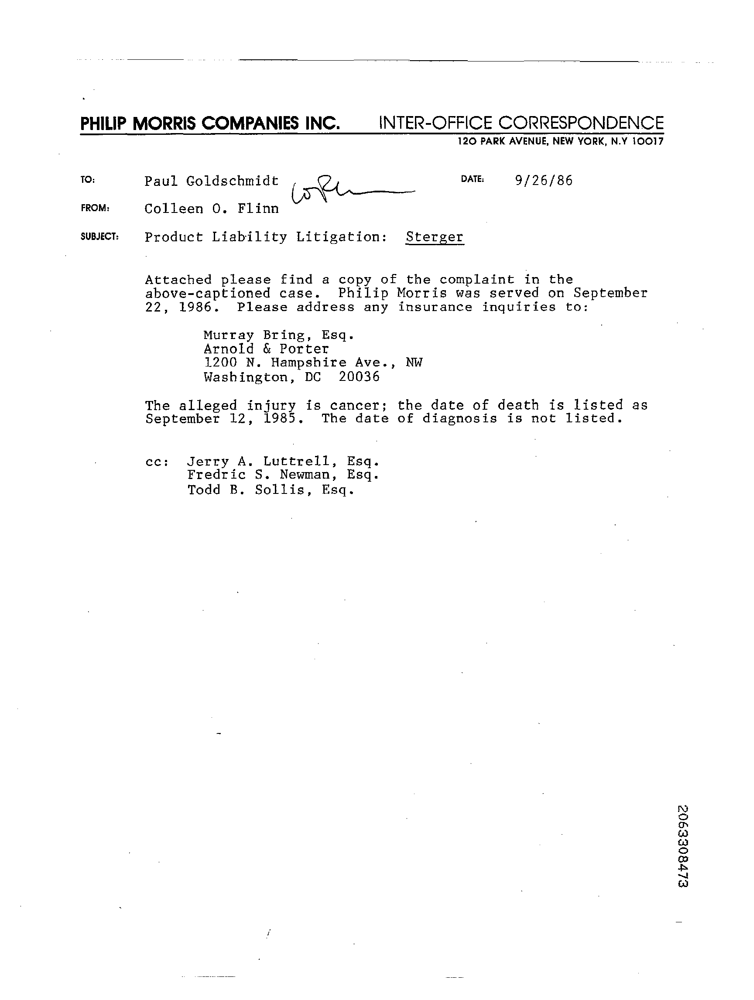 PHILIP MORRIS COMPANIES INC. INTER-OFFICE CORRESPONDENCE
120 PARK AVENUE, NEW YORK, N.Y 10017
TO: Paul Goldschmidt DATE: 9/26/86
FROM: Colleen O. Flinn
SUBJECT: Product Liability Litigation: Sterger
Attached please find a copy of the complaint in the
above-captioned case. Philip Morris was served on September
22, 1986. Please address any insurance inquiries to:
Murray Bring, Esq.
Arnold & Porter
1200 N. Hampshire Ave., NW
Washington, DC 20036
The alleged injury is cancer; the date of death is listed as
September 12, 1985. The date of diagnosis is not listed.
cc: Jerry A. Luttrell, Esq.
Fredric S. Newman, Esq.
Todd B. Sollis, Esq.
2063308473